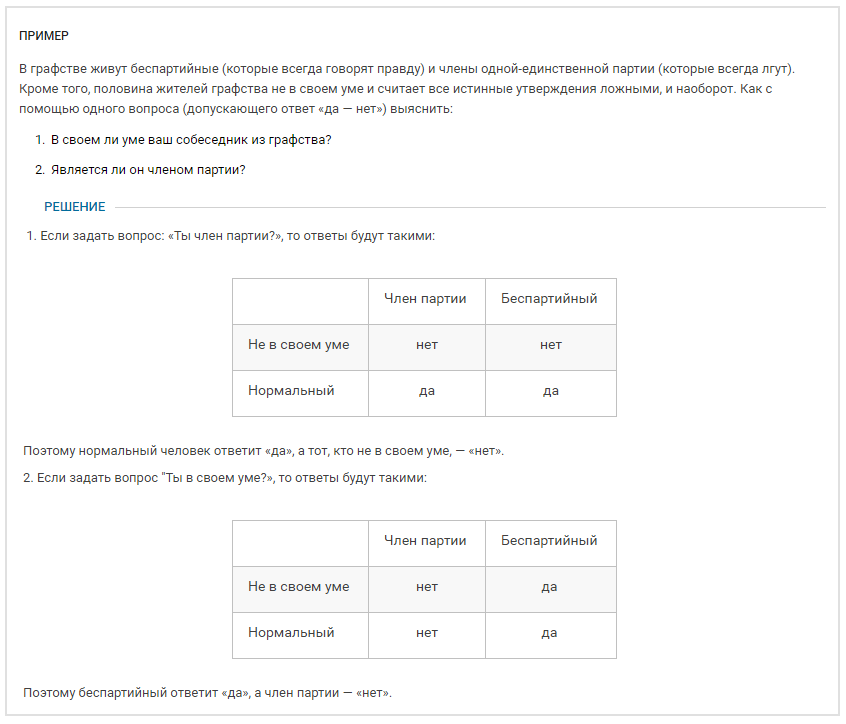 ПРИМЕР
В графстве живут беспартийные (которые всегда говорят правду) и члены одной-единственной партии (которые всегда лгут).
Кроме того, половина жителей графства не в своем уме и считает все истинные утверждения ложными, и наоборот. Как с
помощью одного вопроса (допускающего ответ «да — нет») выяснить:
1. В своем ли уме ваш собеседник из графства?
2. Является ли он членом партии?
РЕШЕНИЕ
1. Если задать вопрос: «Ты член партии?», то ответы будут такими:
Член партии Беспартийный
Не в своем уме нет нет
Нормальный да да
Поэтому нормальный человек ответит «да», а тот, кто не в своем уме, — «нет».
2. Если задать вопрос "Ты в своем уме?», то ответы будут такими:
Член партии Беспартийный
Не в своем уме нет да
Нормальный нет да
Поэтому беспартийный ответит «да», а член партии — «нет».